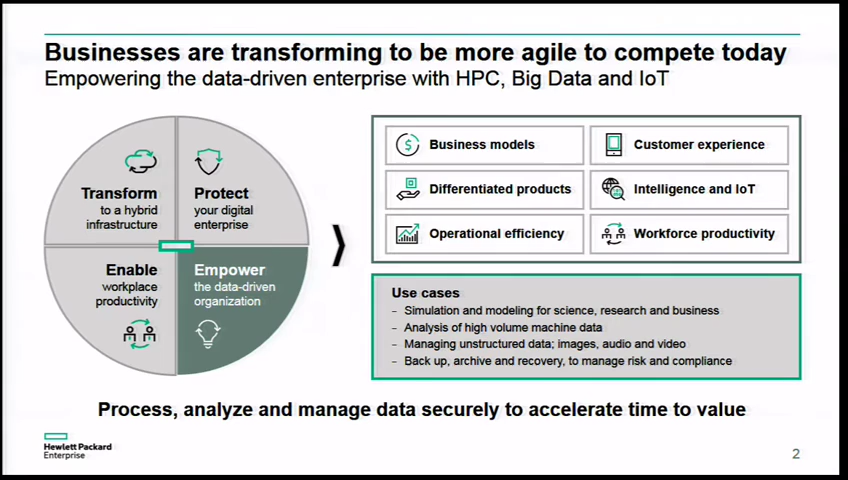 Businesses are transforming to be more agile to compete today
Empowering the data-driven enterprise with HPC, Big Data and IoT
Transform
to a hybrid
infrastructure
Protect
your digital
enterprise
Enable
workplace
productivity
Empower
the data-driven
organization
$ Business models
Customer experience
Differentiated products
Intelligence and IoT
Operational efficiency
Workforce productivity
Use cases
- Simulation and modeling for science, research and business
- Analysis of high volume machine data
- Managing unstructured data; images, audio and video
- Back up, archive and recovery, to manage risk and compliance
Process, analyze and manage data securely to accelerate time to value
Hewlett Packard
Enterprise
2